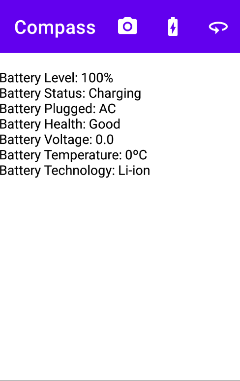 Compass
Battery Level: 100%
Battery Status: Charging
Battery Plugged: AC
Battery Health: Good
Battery Voltage: 0.0
Battery Temperature: 0ºC
Battery Technology: Li-ion